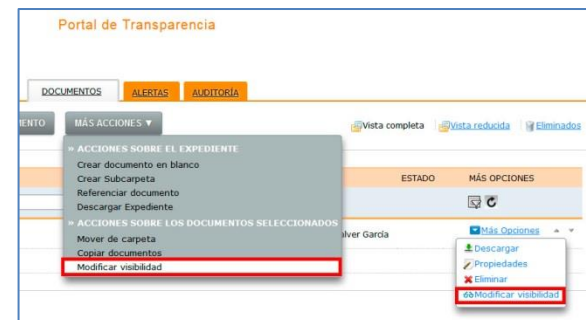 Portal de Transparencia
DOCUMENTOS ALERTAS AUDITORÍA
MÁS ACCIONES ▼ Vista completa Vista reducida Eliminados
» ACCIONES SOBRE EL EXPEDIENTE
Crear documento en blanco
Crear Subcarpeta ESTADO MÁS OPCIONES
Referenciar documento
Descargar Expediente
» ACCIONES SOBRE LOS DOCUMENTOS SELECCIONADOS
Mover de carpeta García Más Opciones
Copiar documentos Descargar
Modificar visibilidad Propiedades
Eliminar
Modificar visibilidad